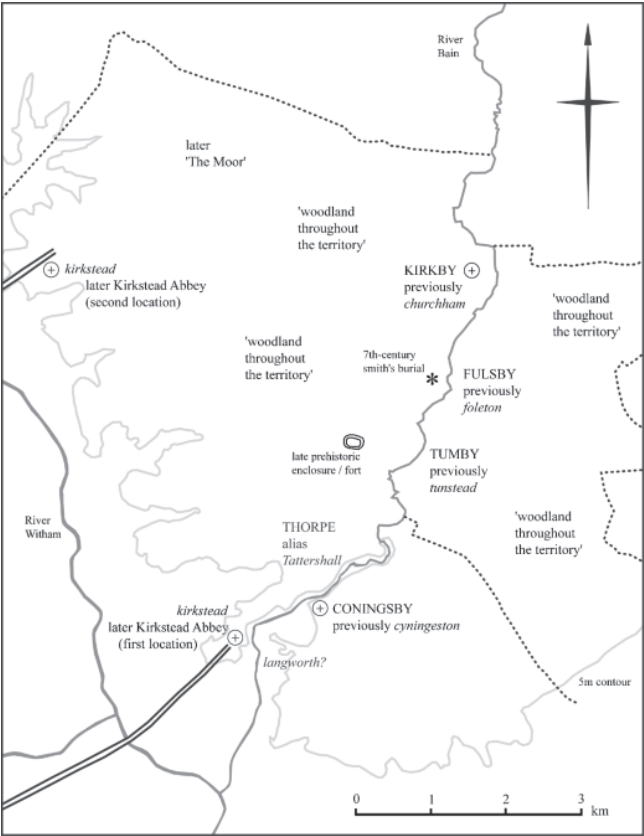 River
Bain
later
'The Moor'
'woodland
throughout
the territory'
kirkstead
later Kirkstead Abbey
(second location)
KIRKBY
previously
churchham
'woodland
throughout
the territory'
'woodland
throughout
the territory'
7th-century
smith's burial
FULSBY
previously
foleton
late prehistoric
enclosure / fort
TUMBY
previously
tunstead
River
Witham
THORPE
alias
Tattershall
'woodland
throughout
the territory'
kirkstead
later Kirkstead Abbey
(first location)
CONINGSBY
previously cyningeston
langworth?
5m contour
0 1 2 3
km